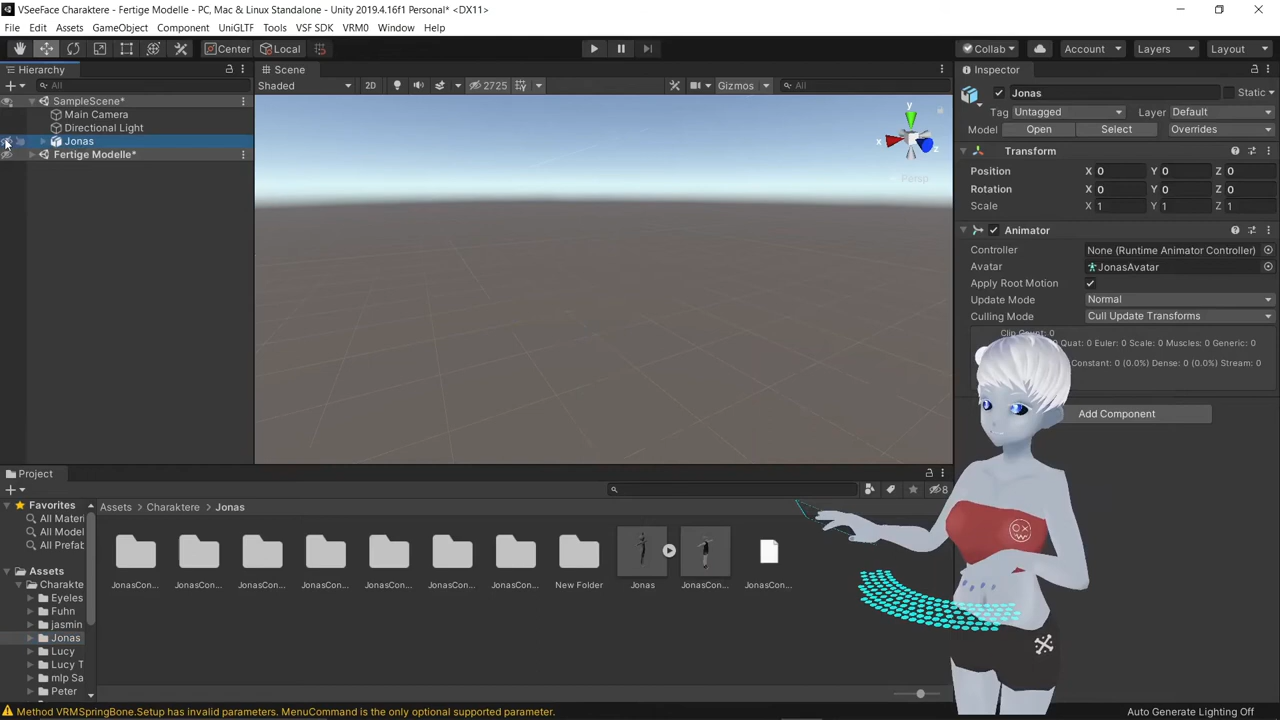 VSeeFace Charaktere - Fertige Modelle - PC, Mac & Linux Standalone - Unity 2019.4.16f1 Personal* <DX11>
File Edit Assets GameObject Component UniGLTF Tools VSF SDK VRM0 Window Help
Center Local Collab Account Layers Layout
Hierarchy
All
SampleScene*
Main Camera
Directional Light
Jonas
Fertige Modelle*
Scene
Shaded 2D 2725 Gizmos All
y
x
z
Persp
Inspector
Jonas Static
Tag Untagged Layer Default
Model Open Select Overrides
Transform
Position X 0 Y 0 Z 0
Rotation X 0 Y 0 Z 0
Scale X 1 Y 1 Z 1
Animator
Controller None (Runtime Animator Controller)
Avatar JonasAvatar
Apply Root Motion
Update Mode Normal
Culling Mode Cull Update Transforms
Clip Count: 0
Quat: 0 Euler: 0 Scale: 0 Muscles: 0 Generic: 0
Constant: 0 (0.0%) Dense: 0 (0.0%) Stream: 0
Add Component
Project
8
Favorites
All Materi
All Model
All Prefab
Assets
Charakte
Eyeles
Fuhn
jasmin
Jonas
Lucy
Lucy T
mlp Sa
Peter
Assets Charaktere Jonas
JonasCon... JonasCon... JonasCon... JonasCon... JonasCon... JonasCon... JonasCon... New Folder Jonas JonasCon... JonasCon...
Method VRMSpringBone.Setup has invalid parameters. MenuCommand is the only optional supported parameter.
Auto Generate Lighting Off